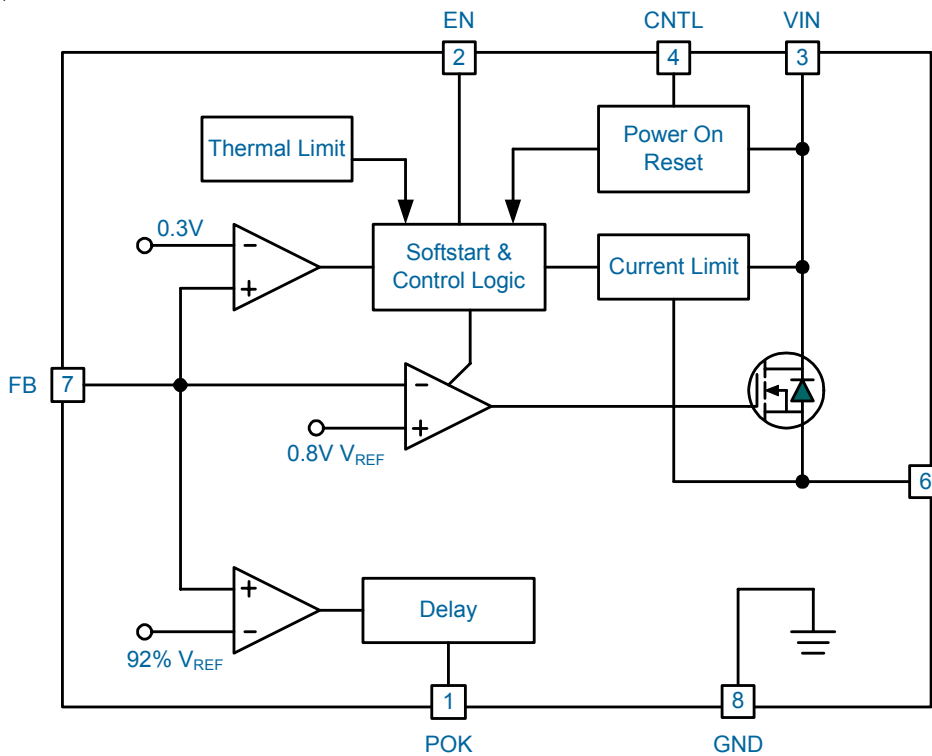 EN
CNTL
VIN
2
4
3
Thermal Limit
Power On
Reset
0.3V
−
+
Softstart &
Control Logic
Current Limit
FB
7
−
+
0.8V VREF
6
+
−
Delay
92% VREF
1
8
POK
GND